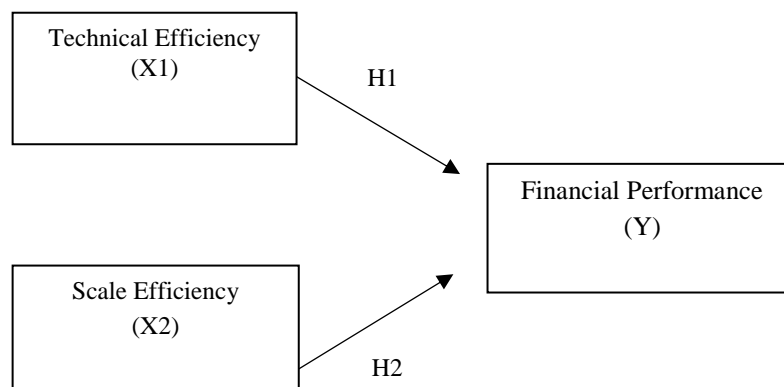 Technical Efficiency
(X1)
H1
Financial Performance
(Y)
Scale Efficiency
(X2)
H2